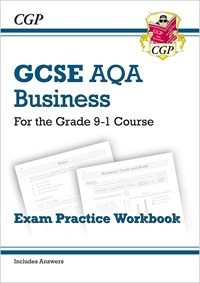 CGP
CGP
GCSE AQA
Business
For the Grade 9-1 Course
Exam Practice Workbook
Includes Answers